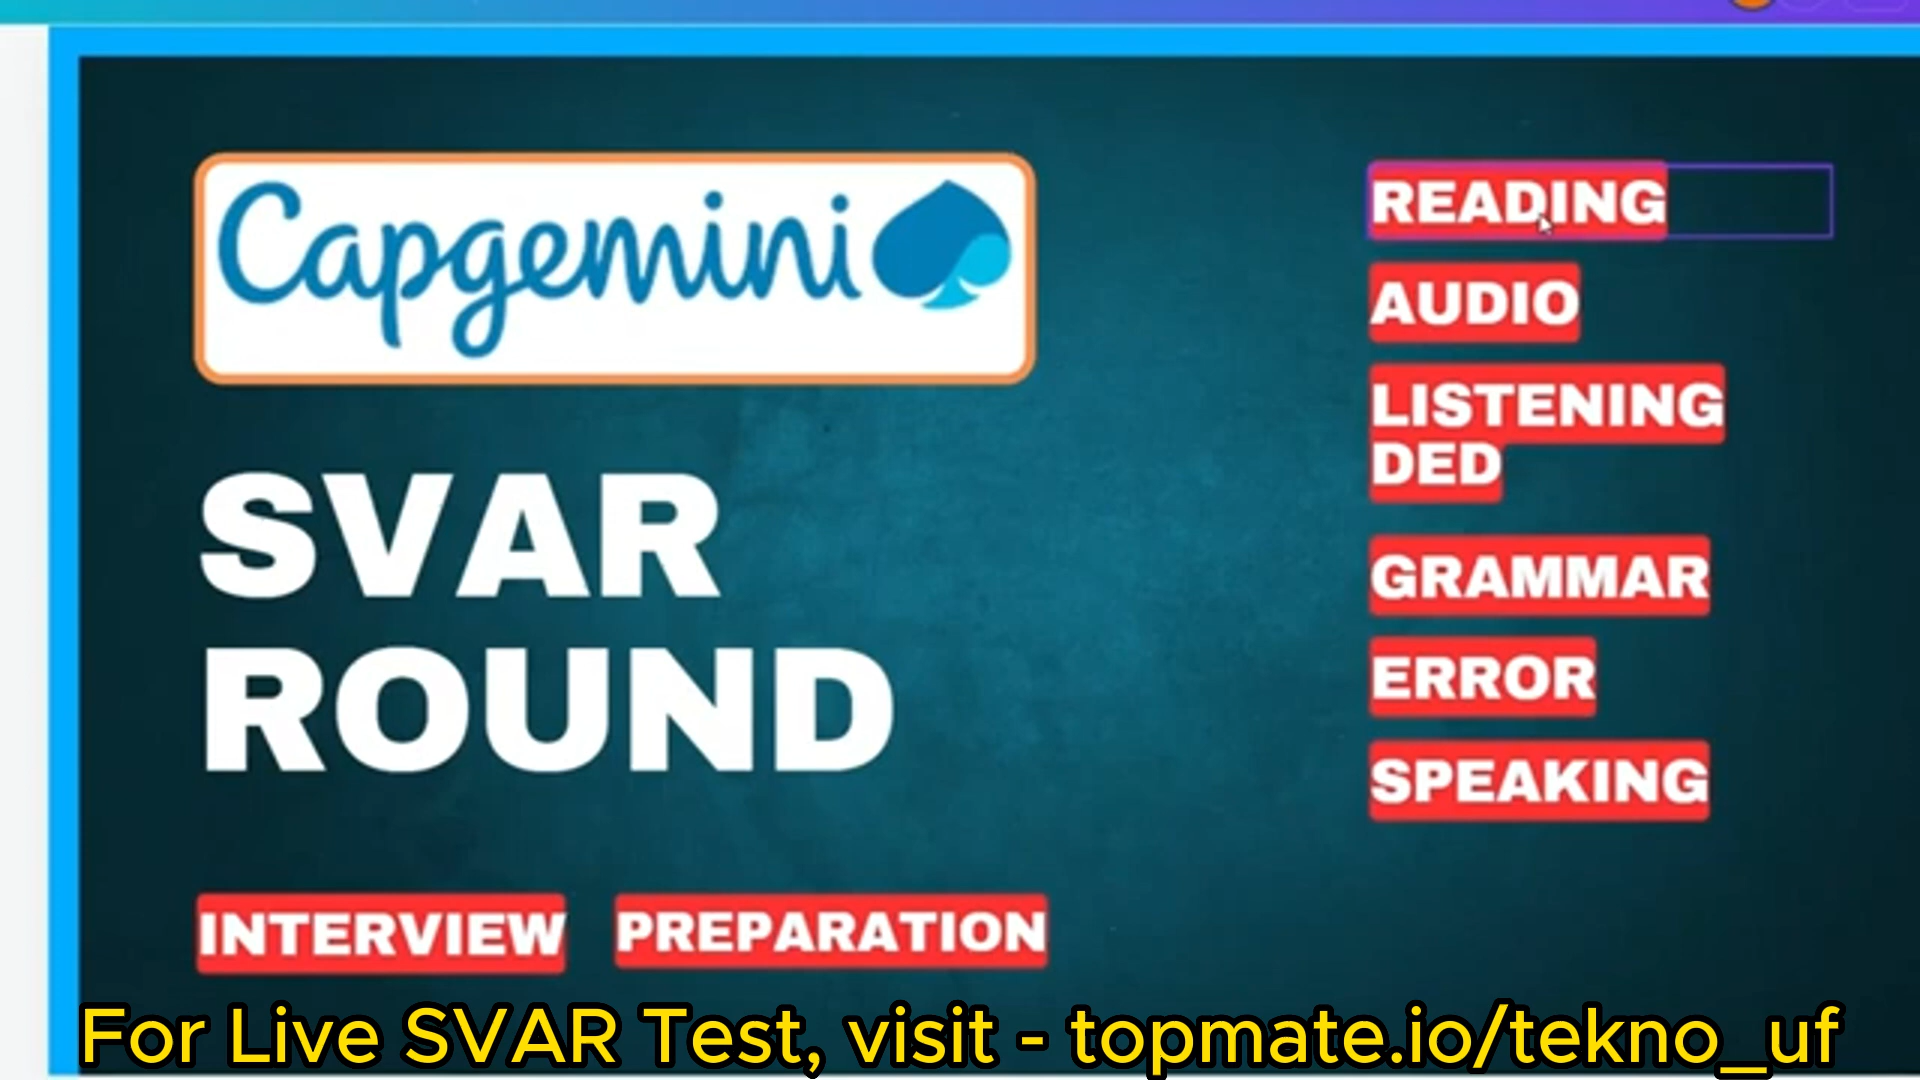 Capgemini
SVAR
ROUND
INTERVIEW PREPARATION
READING
AUDIO
LISTENING
DED
GRAMMAR
ERROR
SPEAKING
For Live SVAR Test, visit - topmate.io/tekno_uf